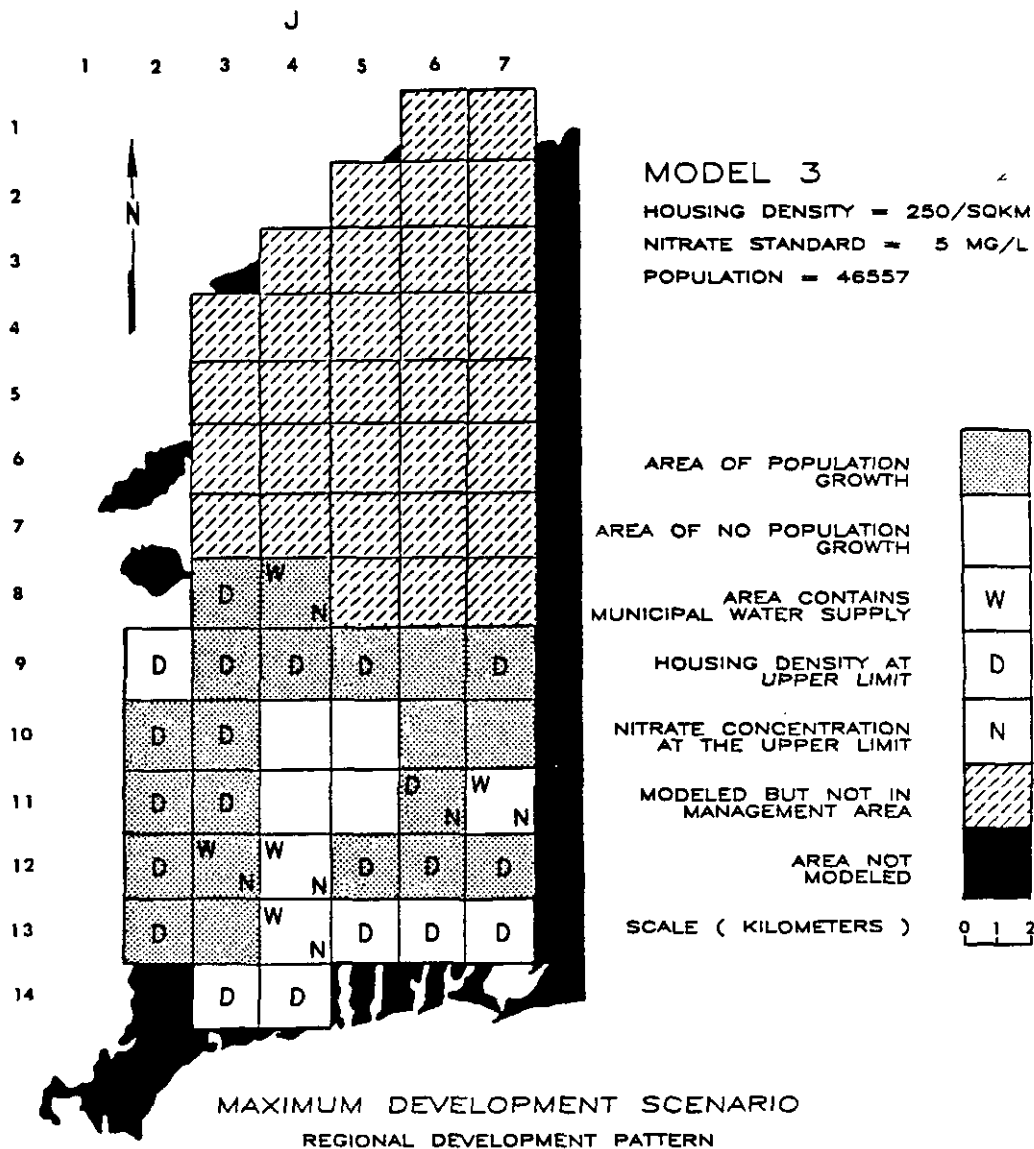 J
1 2 3 4 5 6 7
1
2
3
4
5
6
7
8
9
10
11
12
13
14
N
MODEL 3
HOUSING DENSITY = 250/SQKM
NITRATE STANDARD = 5 MG/L
POPULATION = 46557
D W N
D D D D D
D D
D D D N W N
D W N W N D D D
D W N D D D
D D
AREA OF POPULATION
GROWTH
AREA OF NO POPULATION
GROWTH
AREA CONTAINS
MUNICIPAL WATER SUPPLY
W
HOUSING DENSITY AT
UPPER LIMIT
D
NITRATE CONCENTRATION
AT THE UPPER LIMIT
N
MODELED BUT NOT IN
MANAGEMENT AREA
AREA NOT
MODELED
SCALE ( KILOMETERS )
0 1 2
MAXIMUM DEVELOPMENT SCENARIO
REGIONAL DEVELOPMENT PATTERN